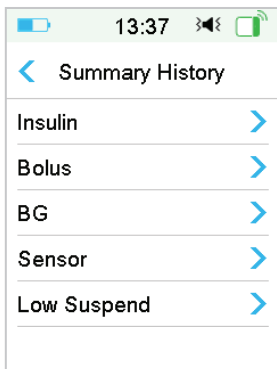 13:37
Summary History
Insulin
Bolus
BG
Sensor
Low Suspend